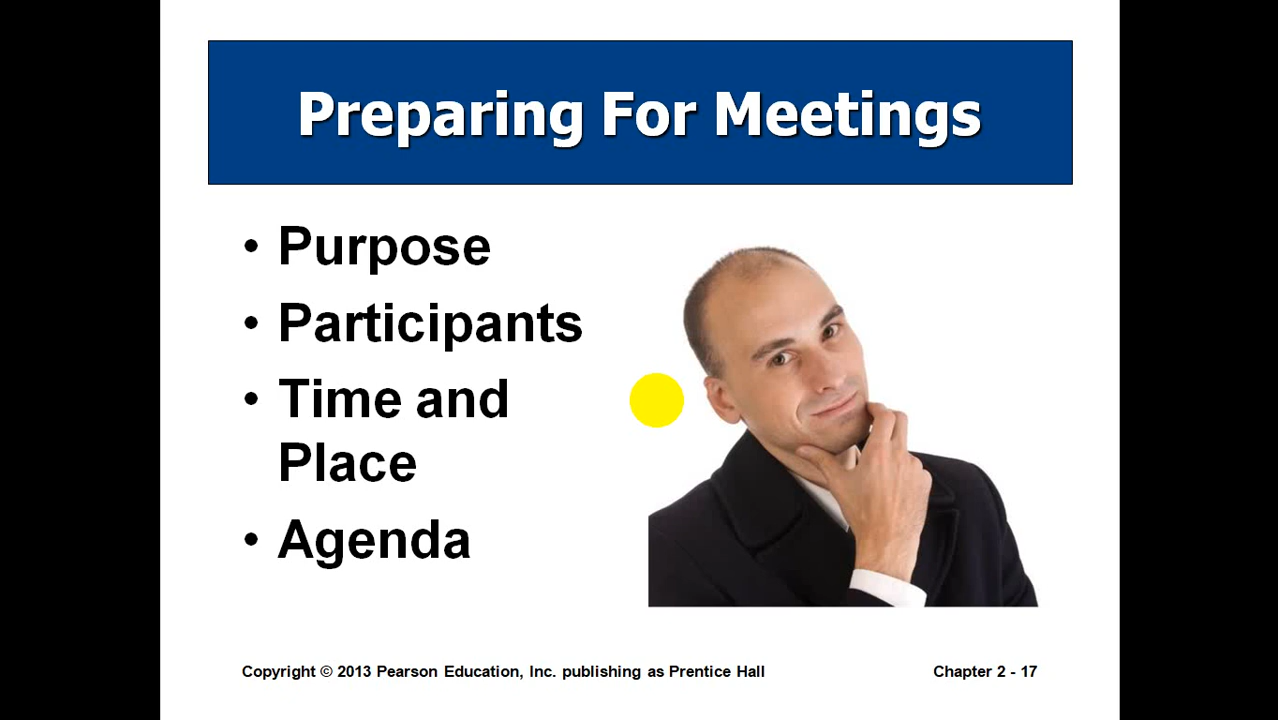 Preparing For Meetings
• Purpose
• Participants
• Time and
Place
• Agenda
Copyright © 2013 Pearson Education, Inc. publishing as Prentice Hall
Chapter 2 - 17